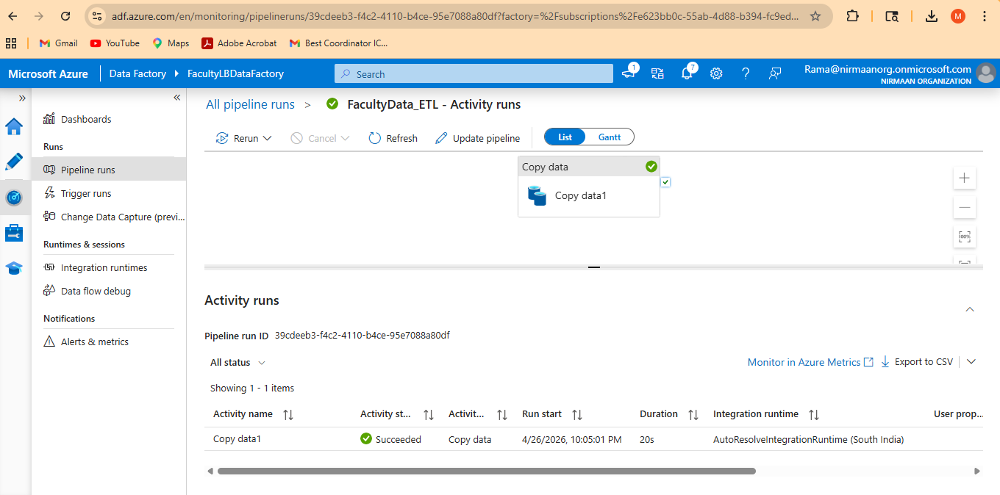 adf.azure.com/en/monitoring/pipelineruns/39cdeeb3-f4c2-4110-b4ce-95e7088a80df?factory=%2Fsubscriptions%2Fe623bb0c-55ab-4d88-b394-fc9ed...
M
Gmail YouTube Maps Adobe Acrobat Best Coordinator IC...
Microsoft Azure Data Factory FacultyLBDataFactory Search 1 7 Rama@nirmaanorg.onmicrosoft.com
NIRMAAN ORGANIZATION
» «
Dashboards
Runs
Pipeline runs
Trigger runs
Change Data Capture (previ...
Runtimes & sessions
Integration runtimes
Data flow debug
Notifications
Alerts & metrics
All pipeline runs > FacultyData_ETL - Activity runs
Rerun Cancel Refresh Update pipeline List Gantt
Copy data
Copy data1
100%
Activity runs
Pipeline run ID 39cdeeb3-f4c2-4110-b4ce-95e7088a80df
All status Monitor in Azure Metrics Export to CSV
Showing 1 - 1 items
Activity name Activity st... Activit... Run start Duration Integration runtime User prop...
Copy data1 Succeeded Copy data 4/26/2026, 10:05:01 PM 20s AutoResolveIntegrationRuntime (South India)